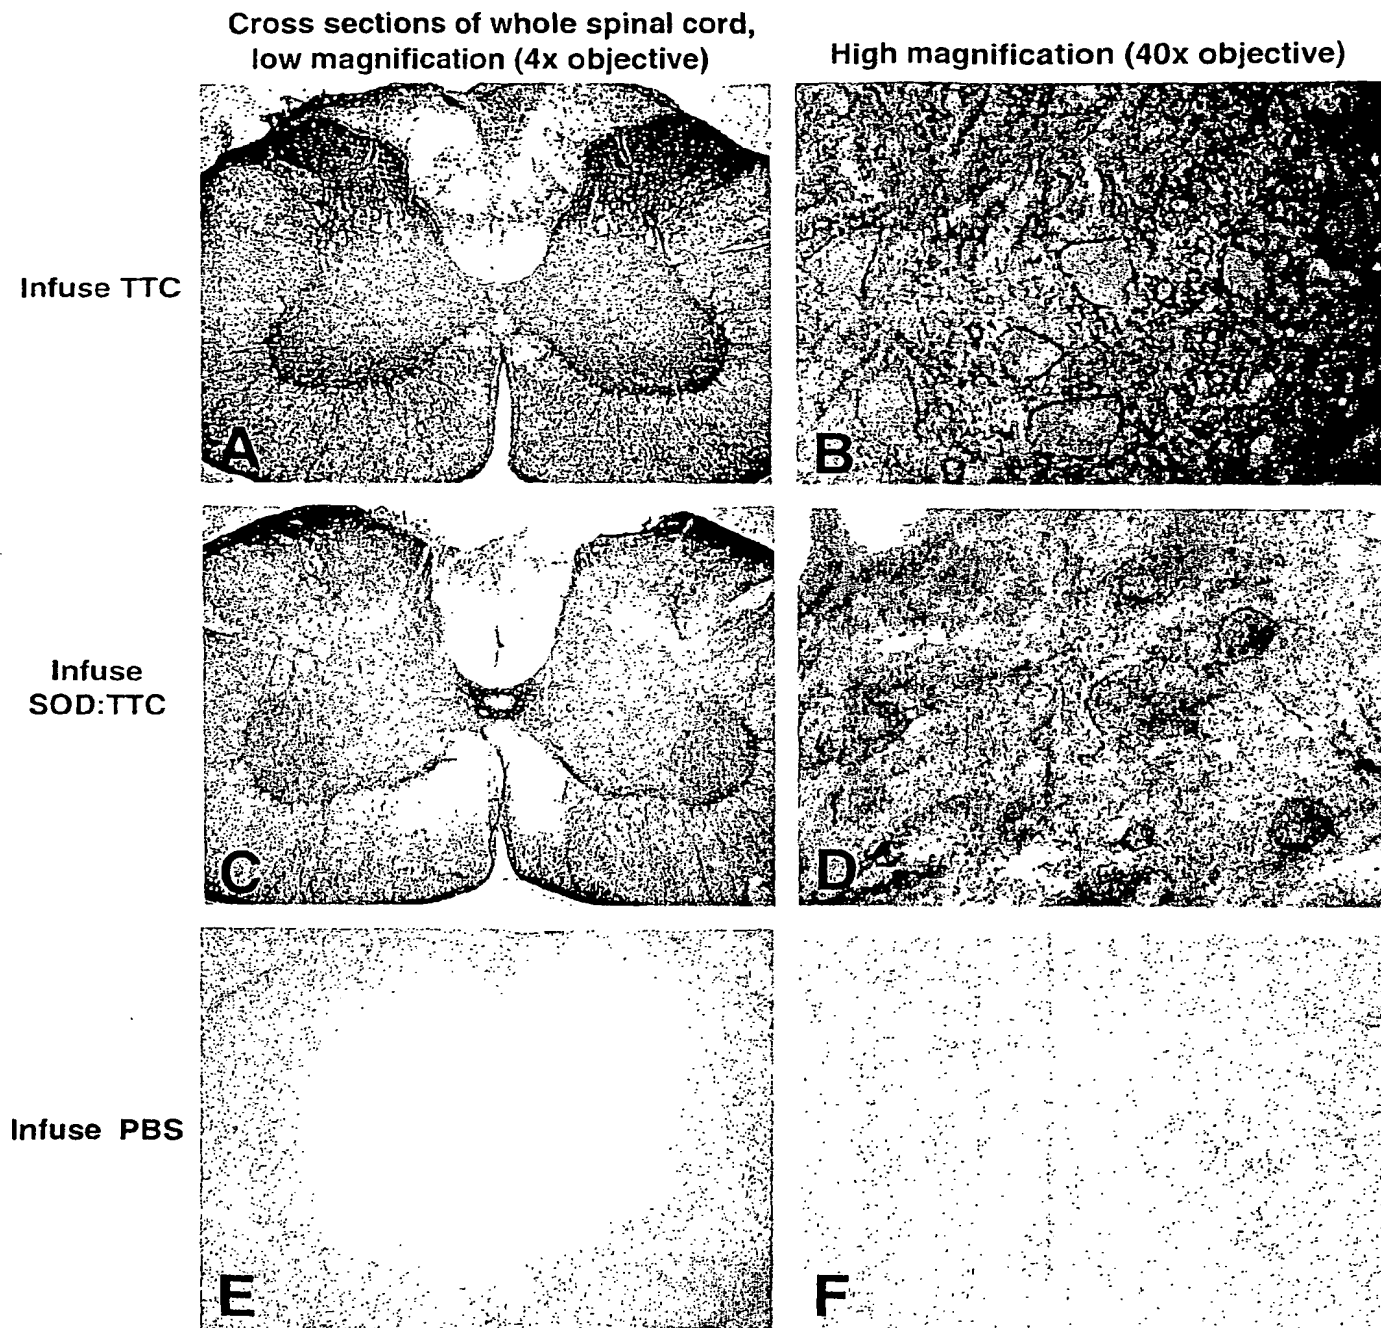 Cross sections of whole spinal cord,
low magnification (4x objective)
High magnification (40x objective)
Infuse TTC
A
B
Infuse
SOD:TTC
C
D
Infuse PBS
E
F